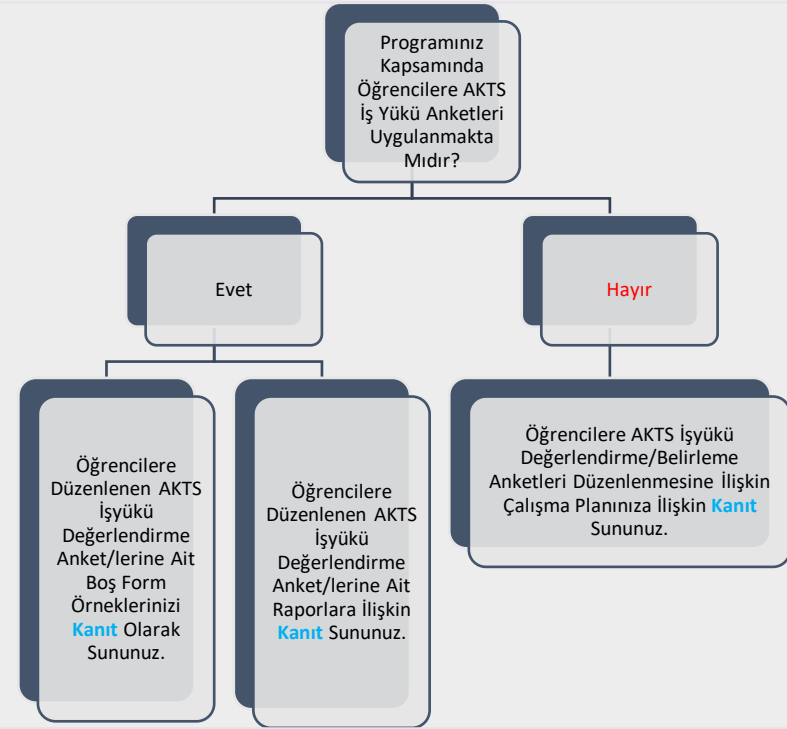 Programınız
Kapsamında
Öğrencilere AKTS
İş Yükü Anketleri
Uygulanmakta
Mıdır?
Evet
Hayır
Öğrencilere
Düzenlenen AKTS
İşyükü
Değerlendirme
Anket/lerine Ait
Boş Form
Örneklerinizi
Kanıt Olarak
Sununuz.
Öğrencilere
Düzenlenen AKTS
İşyükü
Değerlendirme
Anket/lerine Ait
Raporlara İlişkin
Kanıt Sununuz.
Öğrencilere AKTS İşyükü
Değerlendirme/Belirleme
Anketleri Düzenlenmesine İlişkin
Çalışma Planınıza İlişkin Kanıt
Sununuz.